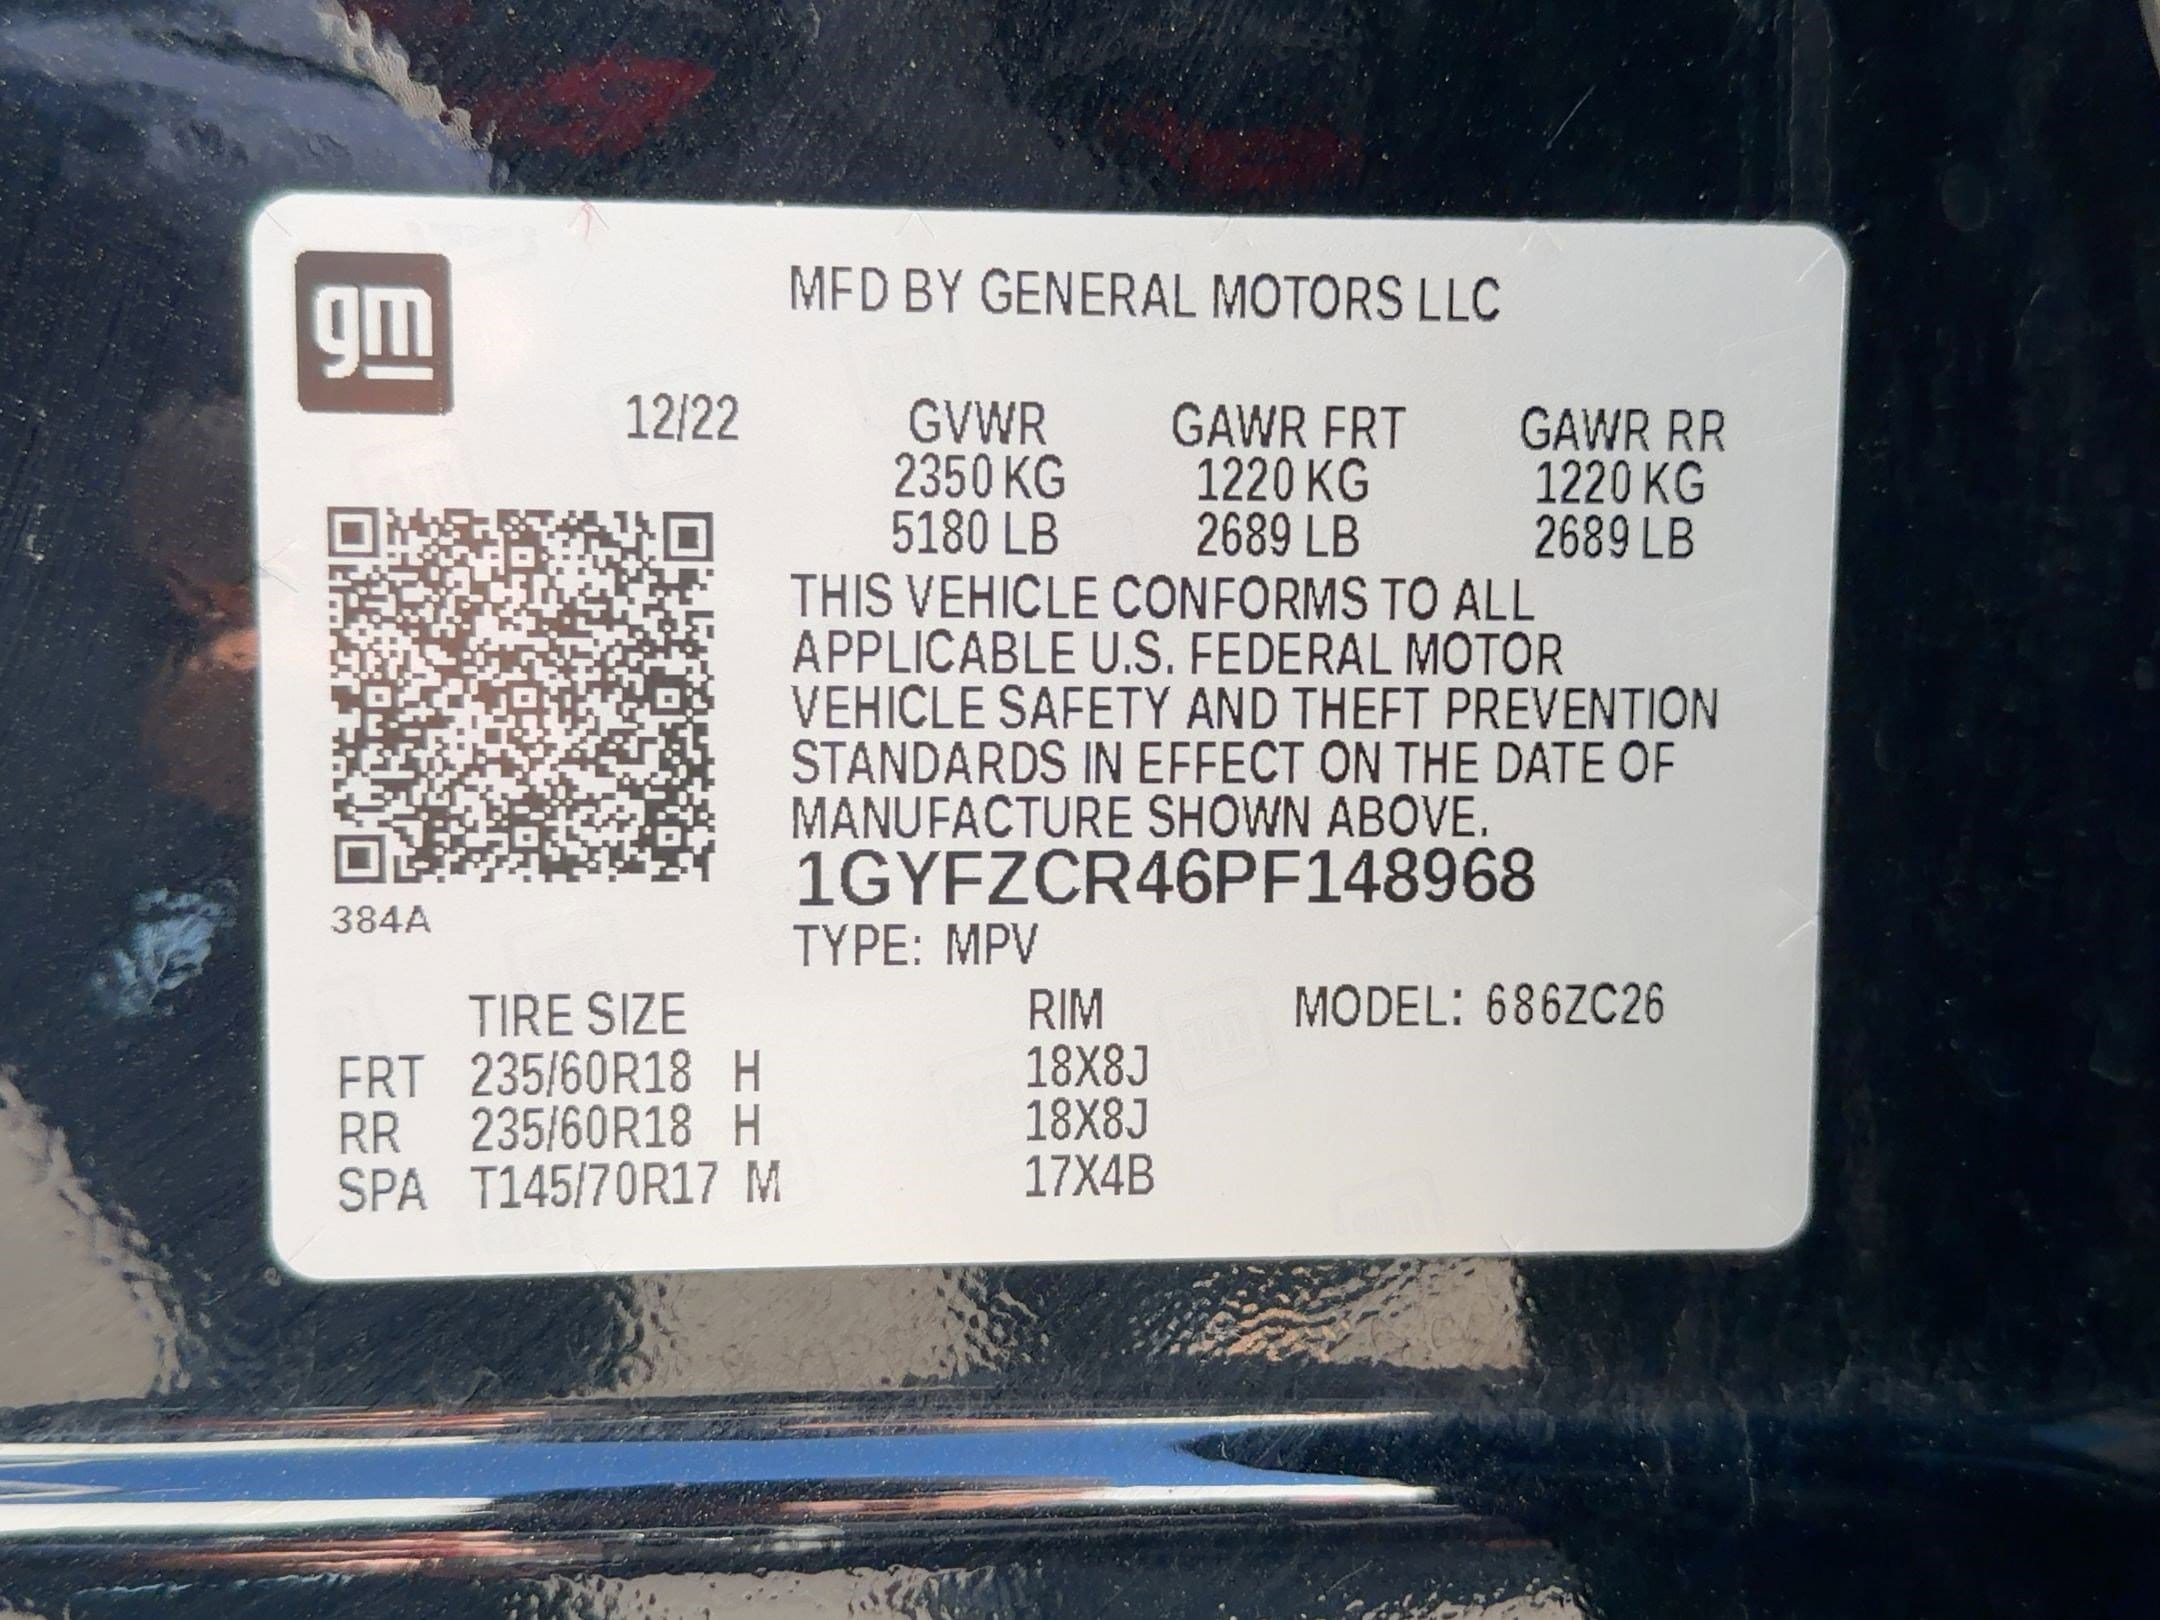 gm
MFD BY GENERAL MOTORS LLC
12/22 GVWR GAWR FRT GAWR RR
2350 KG 1220 KG 1220 KG
5180 LB 2689 LB 2689 LB
THIS VEHICLE CONFORMS TO ALL
APPLICABLE U.S. FEDERAL MOTOR
VEHICLE SAFETY AND THEFT PREVENTION
STANDARDS IN EFFECT ON THE DATE OF
MANUFACTURE SHOWN ABOVE.
1GYFZCR46PF148968
384A
TYPE: MPV
TIRE SIZE RIM MODEL: 686ZC26
FRT 235/60R18 H 18X8J
RR 235/60R18 H 18X8J
SPA T145/70R17 M 17X4B